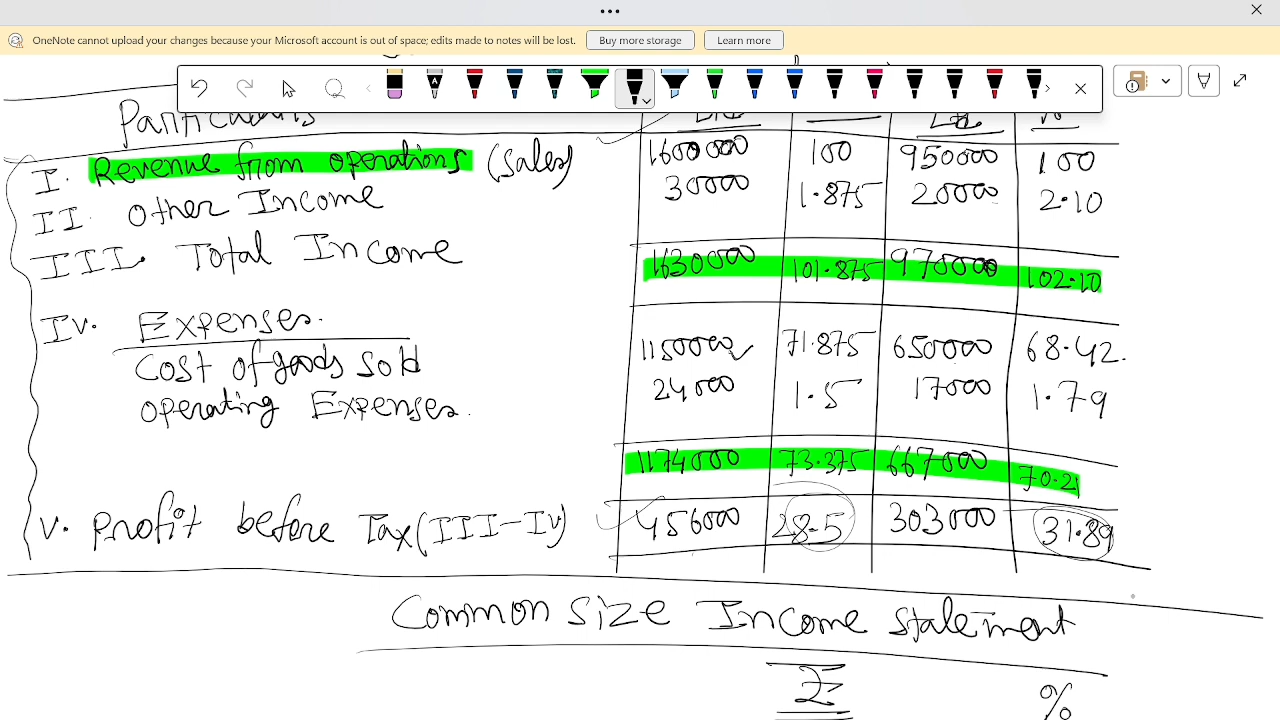 OneNote cannot upload your changes because your Microsoft account is out of space; edits made to notes will be lost. Buy more storage Learn more
Particulars
I. Revenue from operations (sales) 1600000 100 950000 100
II. Other Income 30000 1.875 20000 2.10
III. Total Income 1630000 101.875 970000 102.10
IV. Expenses.
Cost of goods sold 1150000 71.875 650000 68.42.
operating Expenses. 24000 1.5 17000 1.79
1174000 73.375 667000 70.21
V. Profit before Tax (III-IV) 456000 28.5 303000 31.89
Common size Income statement
%